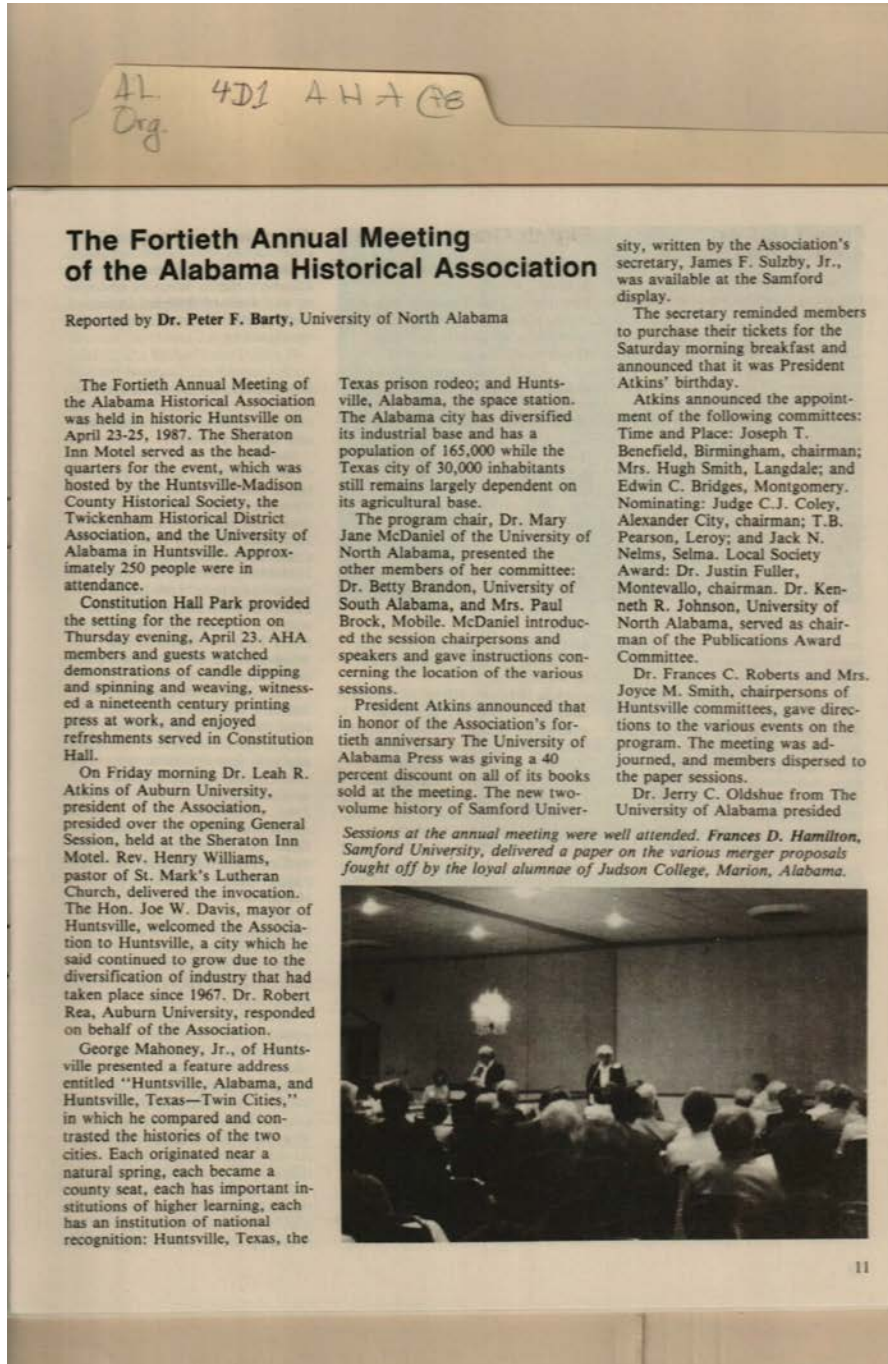 AL. 4D1 AHA
Org.
The Fortieth Annual Meeting
of the Alabama Historical Association
Reported by Dr. Peter F. Barty, University of North Alabama
The Fortieth Annual Meeting of
the Alabama Historical Association
was held in historic Huntsville on
April 23-25, 1987. The Sheraton
Inn Motel served as the head-
quarters for the event, which was
hosted by the Huntsville-Madison
County Historical Society, the
Twickenham Historical District
Association, and the University of
Alabama in Huntsville. Approx-
imately 250 people were in
attendance.
Constitution Hall Park provided
the setting for the reception on
Thursday evening, April 23. AHA
members and guests watched
demonstrations of candle dipping
and spinning and weaving, witness-
ed a nineteenth century printing
press at work, and enjoyed
refreshments served in Constitution
Hall.
On Friday morning Dr. Leah R.
Atkins of Auburn University,
president of the Association,
presided over the opening General
Session, held at the Sheraton Inn
Motel. Rev. Henry Williams,
pastor of St. Mark's Lutheran
Church, delivered the invocation.
The Hon. Joe W. Davis, mayor of
Huntsville, welcomed the Associa-
tion to Huntsville, a city which he
said continued to grow due to the
diversification of industry that had
taken place since 1967. Dr. Robert
Rea, Auburn University, responded
on behalf of the Association.
George Mahoney, Jr., of Hunts-
ville presented a feature address
entitled "Huntsville, Alabama, and
Huntsville, Texas—Twin Cities,"
in which he compared and con-
trasted the histories of the two
cities. Each originated near a
natural spring, each became a
county seat, each has important in-
stitutions of higher learning, each
has an institution of national
recognition: Huntsville, Texas, the
Texas prison rodeo; and Hunts-
ville, Alabama, the space station.
The Alabama city has diversified
its industrial base and has a
population of 165,000 while the
Texas city of 30,000 inhabitants
still remains largely dependent on
its agricultural base.
The program chair, Dr. Mary
Jane McDaniel of the University of
North Alabama, presented the
other members of her committee:
Dr. Betty Brandon, University of
South Alabama, and Mrs. Paul
Brock, Mobile. McDaniel introduc-
ed the session chairpersons and
speakers and gave instructions con-
cerning the location of the various
sessions.
President Atkins announced that
in honor of the Association's for-
tieth anniversary The University of
Alabama Press was giving a 40
percent discount on all of its books
sold at the meeting. The new two-
volume history of Samford Univer-
sity, written by the Association's
secretary, James F. Sulzby, Jr.,
was available at the Samford
display.
The secretary reminded members
to purchase their tickets for the
Saturday morning breakfast and
announced that it was President
Atkins' birthday.
Atkins announced the appoint-
ment of the following committees:
Time and Place: Joseph T.
Benefield, Birmingham, chairman;
Mrs. Hugh Smith, Langdale; and
Edwin C. Bridges, Montgomery.
Nominating: Judge C.J. Coley,
Alexander City, chairman; T.B.
Pearson, Leroy; and Jack N.
Nelms, Selma. Local Society
Award: Dr. Justin Fuller,
Montevallo, chairman. Dr. Ken-
neth R. Johnson, University of
North Alabama, served as chair-
man of the Publications Award
Committee.
Dr. Frances C. Roberts and Mrs.
Joyce M. Smith, chairpersons of
Huntsville committees, gave direc-
tions to the various events on the
program. The meeting was ad-
journed, and members dispersed to
the paper sessions.
Dr. Jerry C. Oldshue from The
University of Alabama presided
Sessions at the annual meeting were well attended. Frances D. Hamilton,
Samford University, delivered a paper on the various merger proposals
fought off by the loyal alumnae of Judson College, Marion, Alabama.
11